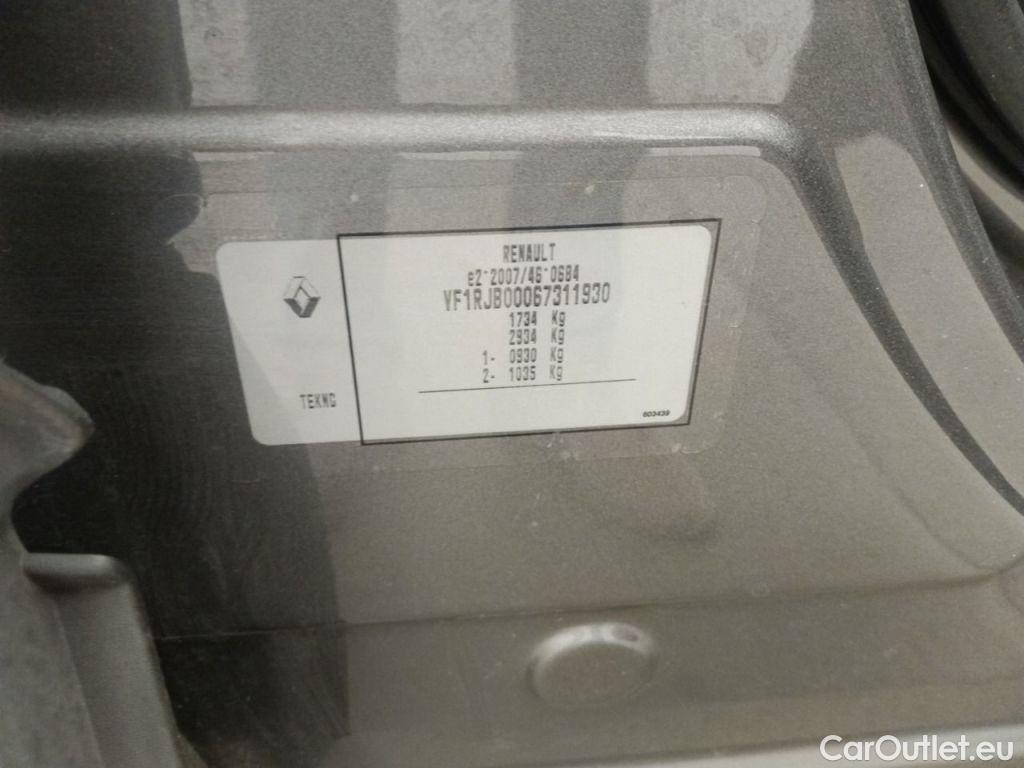 RENAULT
e2*2007/46*0684
VF1RJB00067311930
1734 Kg
2934 Kg
1- 0930 Kg
2- 1035 Kg
TEKNG
603439
CarOutlet.eu